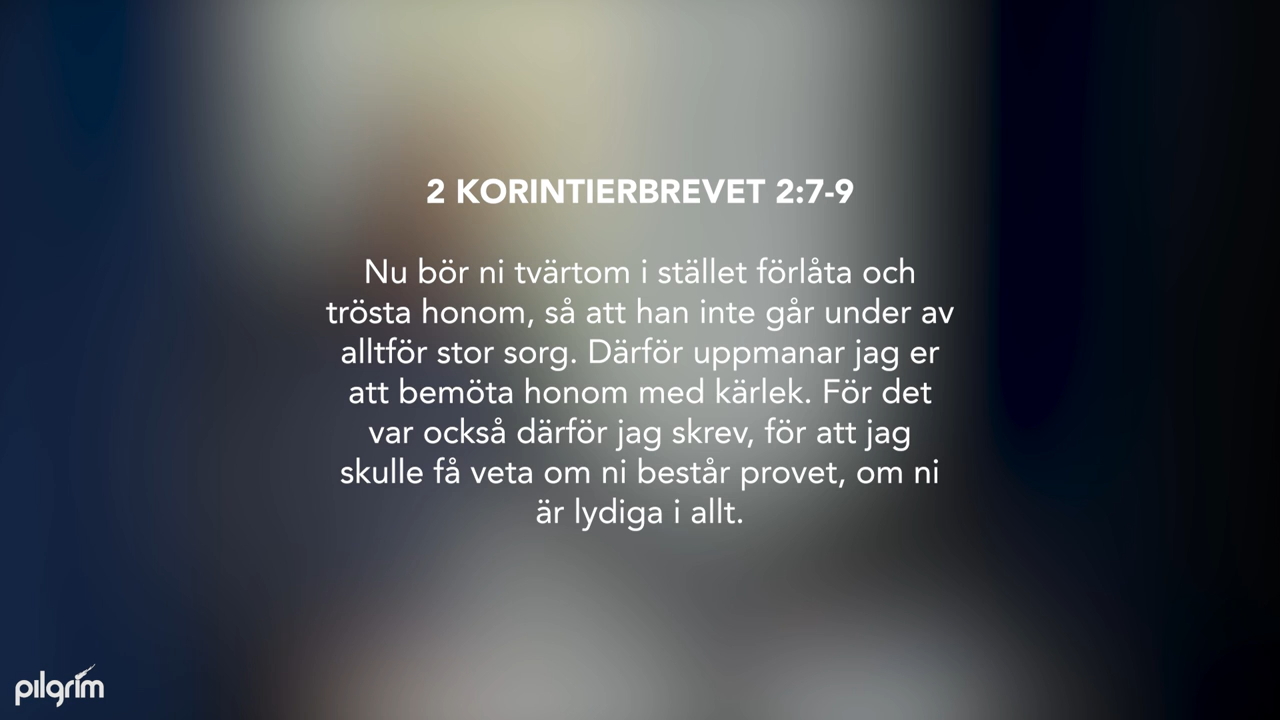 2 KORINTIERBREVET 2:7-9
Nu bör ni tvärtom i stället förlåta och
trösta honom, så att han inte går under av
alltför stor sorg. Därför uppmanar jag er
att bemöta honom med kärlek. För det
var också därför jag skrev, för att jag
skulle få veta om ni består provet, om ni
är lydiga i allt.
pilgrim